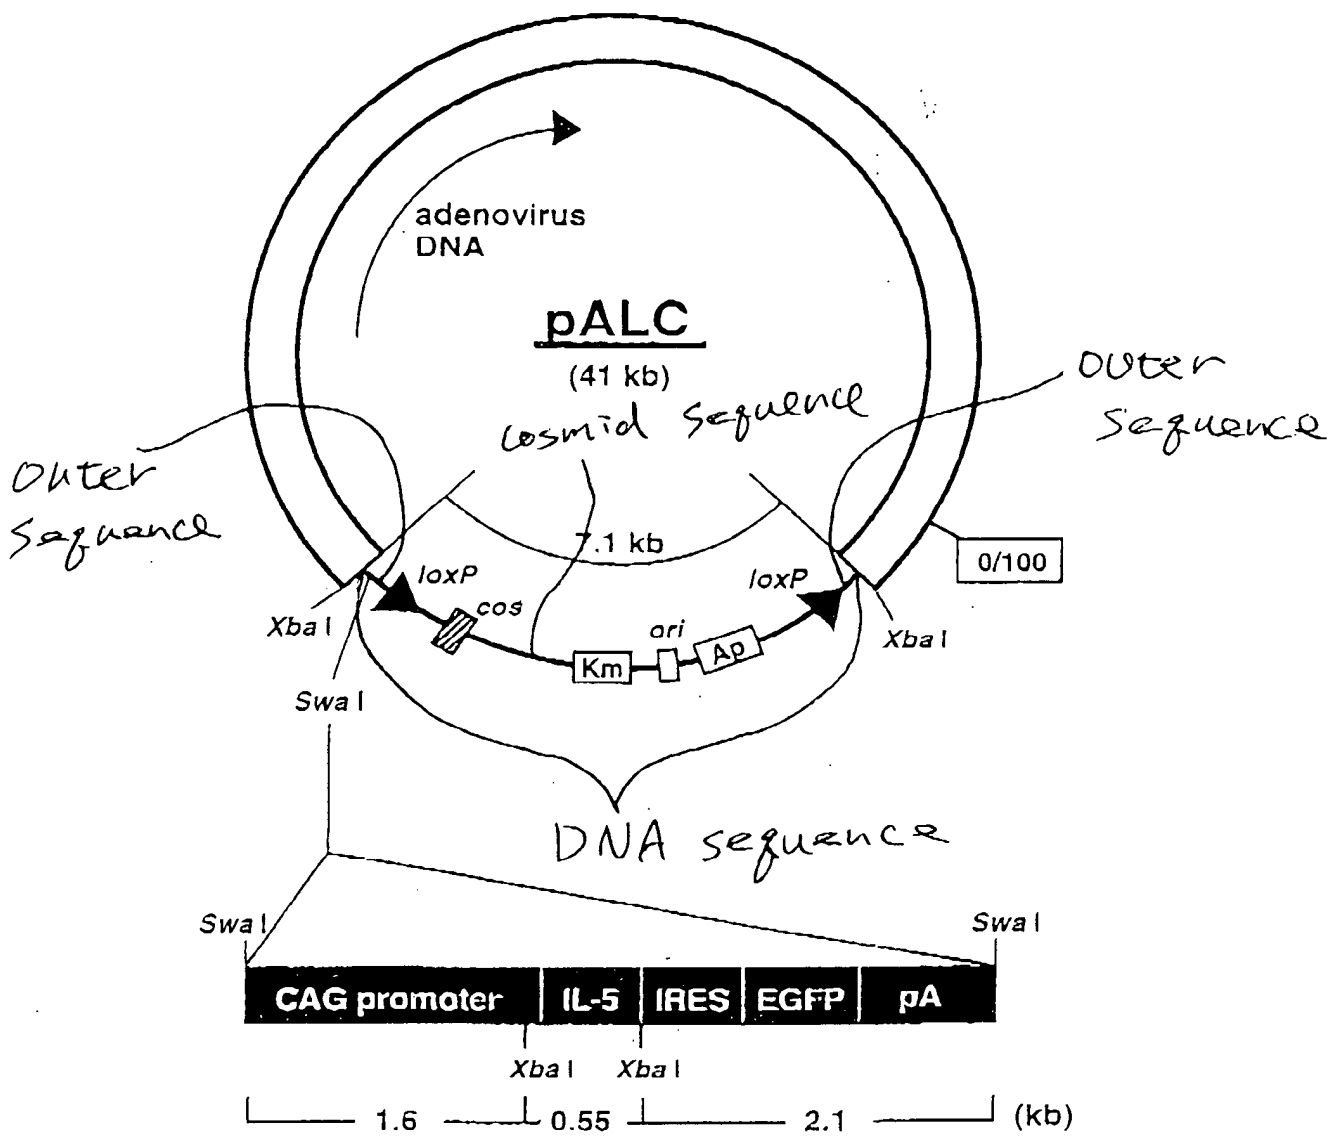 adenovirus
DNA
pALC
(41 kb)
cosmid sequence
outer
sequence
outer
sequence
7.1 kb
0/100
loxP
loxP
cos
ori
Km
Ap
Xba I
Xba I
Swa I
DNA sequence
Swa I
Swa I
CAG promoter
IL-5
IRES
EGFP
pA
Xba I
Xba I
1.6
0.55
2.1
(kb)